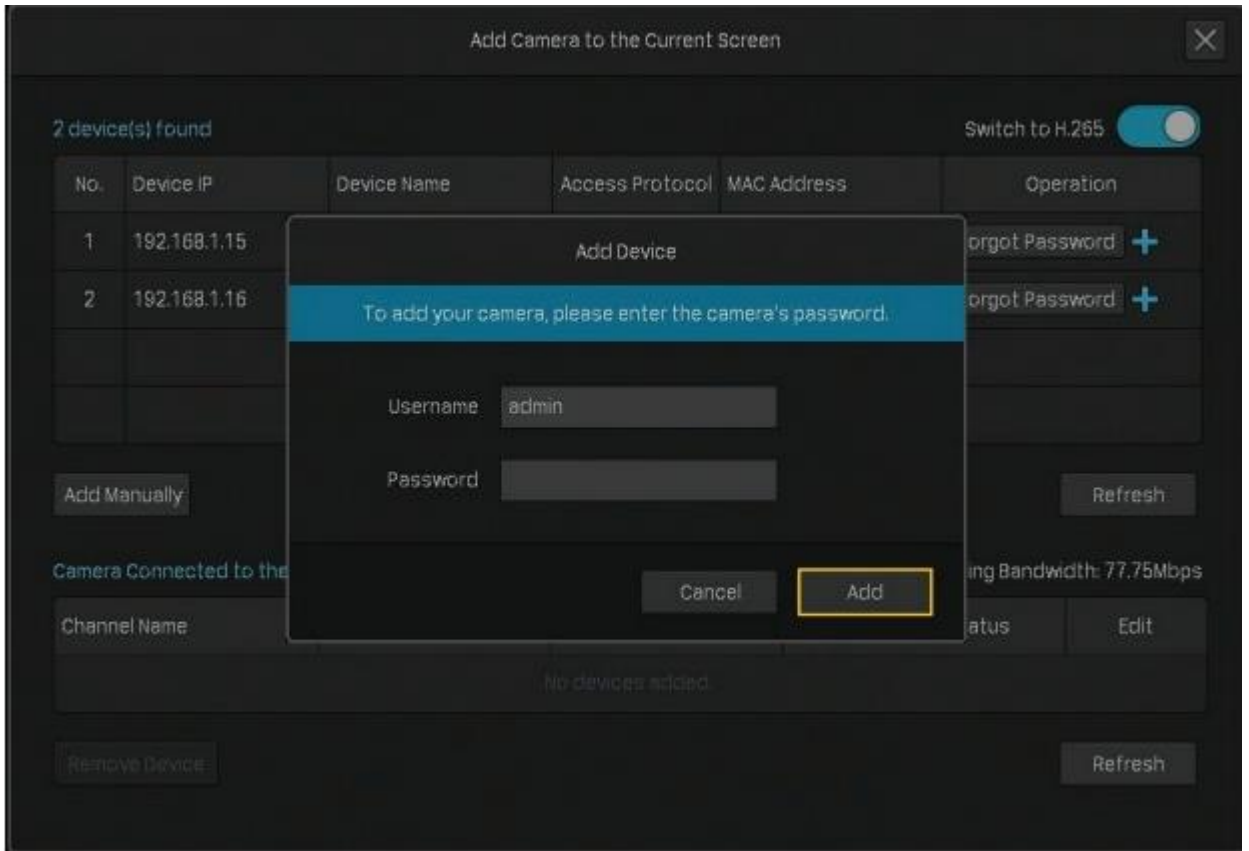 Add Camera to the Current Screen
2 device(s) found
Switch to H.265
No. Device IP Device Name Access Protocol MAC Address Operation
1 192.168.1.15 orgot Password
2 192.168.1.16 orgot Password
Add Device
To add your camera, please enter the camera's password.
Username admin
Password
Cancel Add
Add Manually Refresh
Camera Connected to the ing Bandwidth: 77.75Mbps
Channel Name atus Edit
No devices added.
Remove Device Refresh